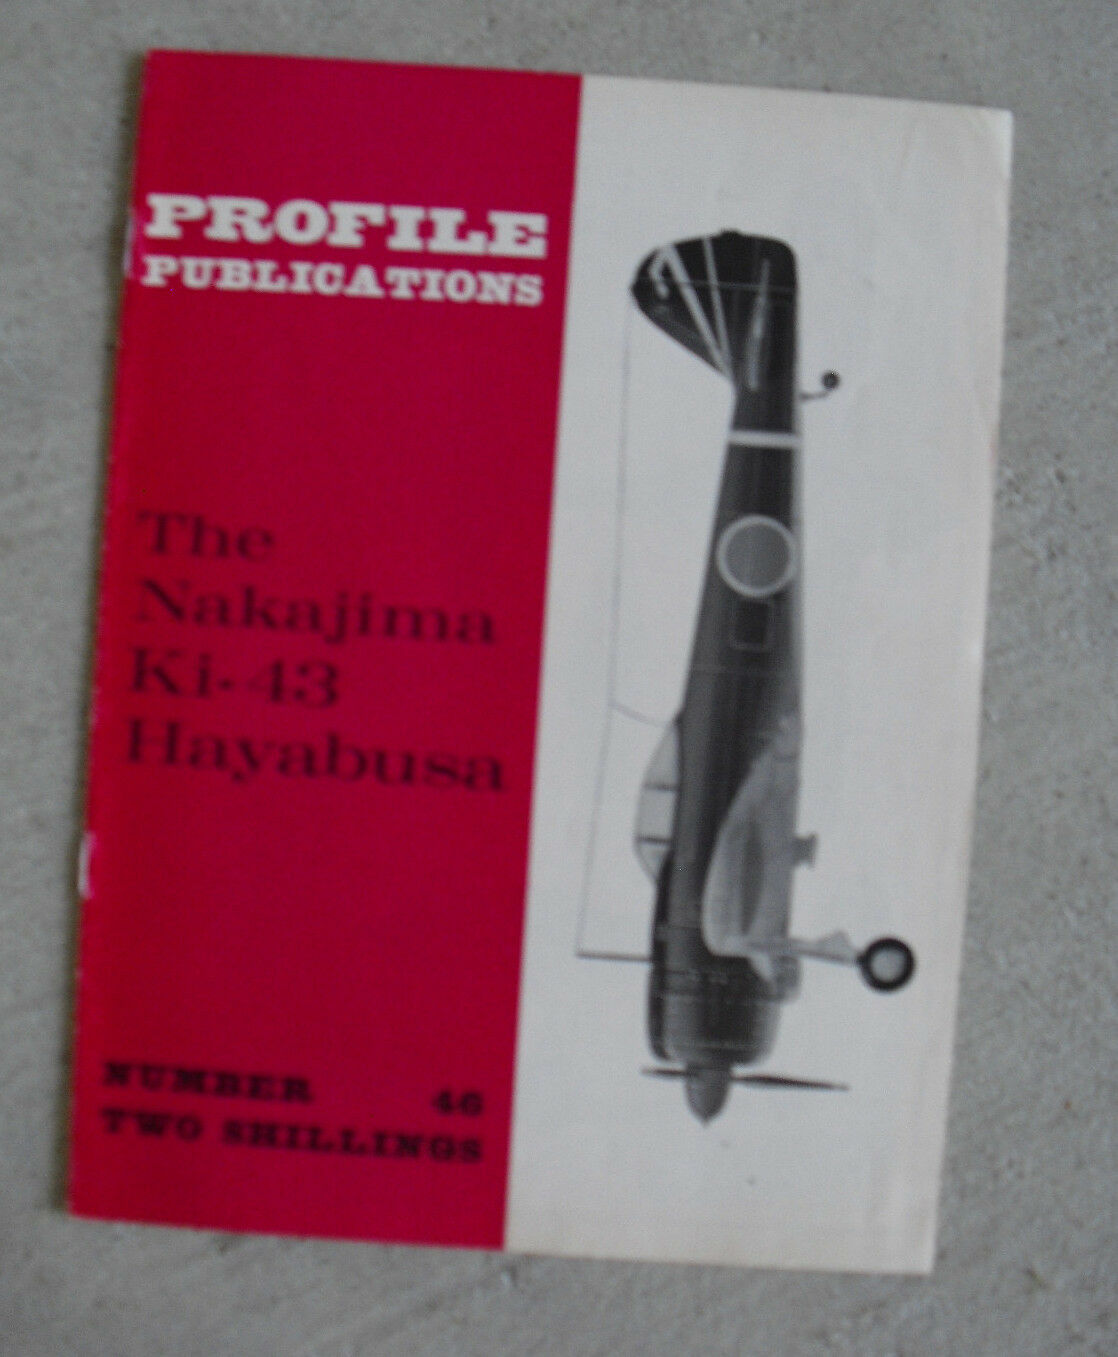 PROFILE
PUBLICATIONS
The
Nakajima
Ki-43
Hayabusa
NUMBER 46
TWO SHILLINGS